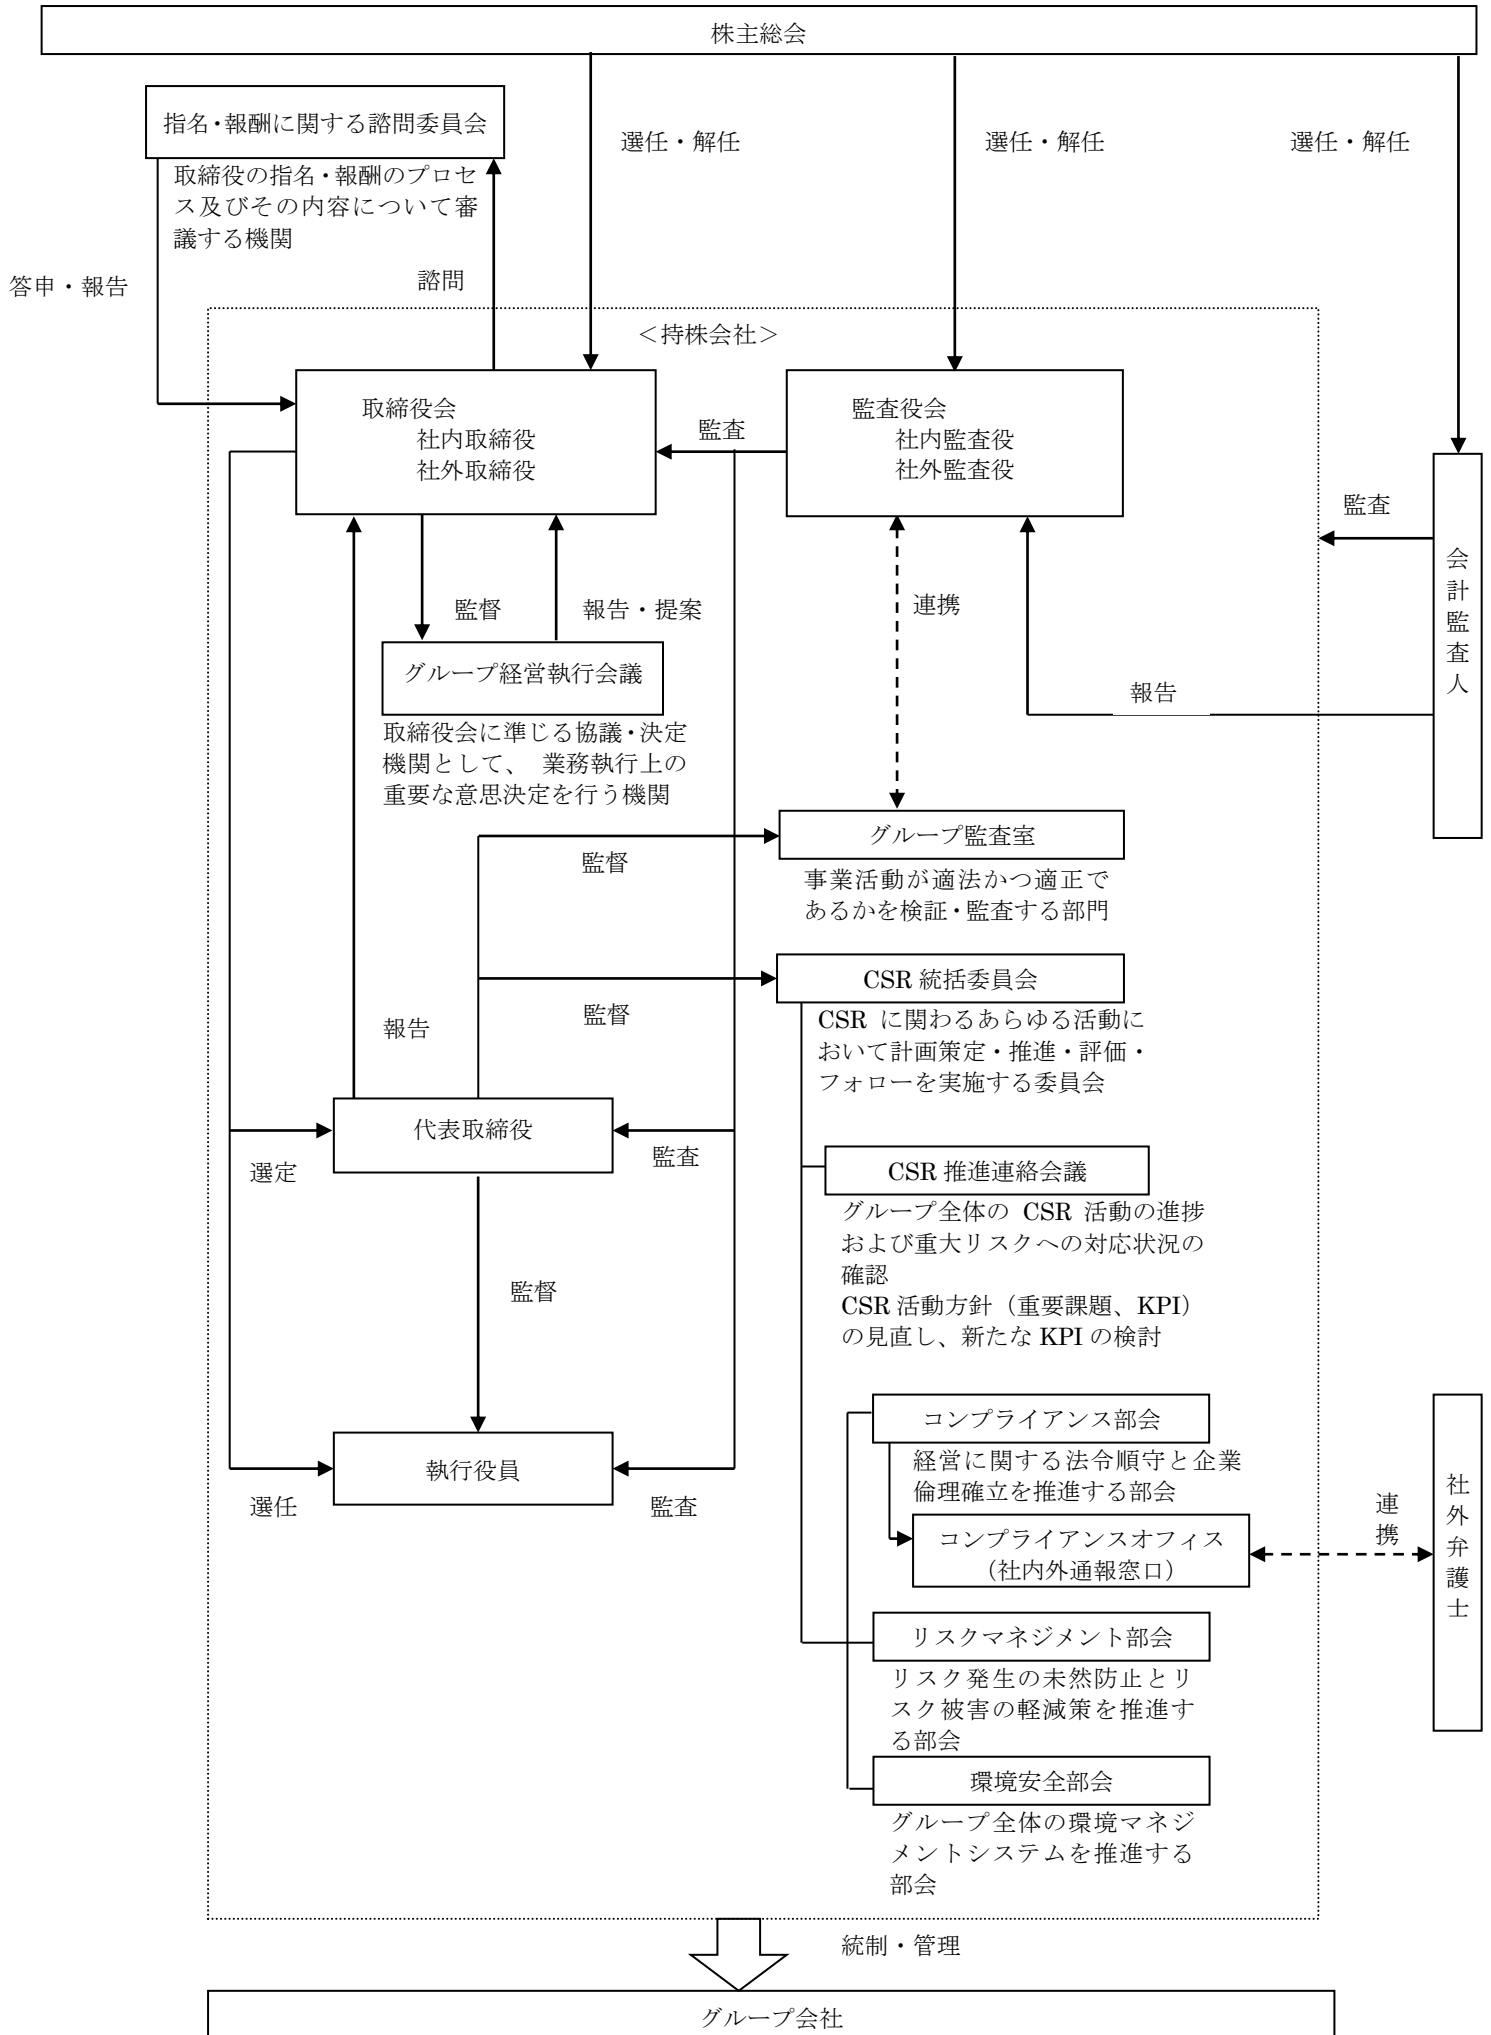 株主総会
指名・報酬に関する諮問委員会
選任・解任
選任・解任
選任・解任
取締役の指名・報酬のプロセ
ス及びその内容について審
議する機関
答申・報告
諮問
＜持株会社＞
取締役会
社内取締役
社外取締役
監査
監査役会
社内監査役
社外監査役
監査
会計監査人
監督
報告・提案
連携
グループ経営執行会議
報告
取締役会に準じる協議・決定
機関として、 業務執行上の
重要な意思決定を行う機関
グループ監査室
監督
事業活動が適法かつ適正で
あるかを検証・監査する部門
CSR 統括委員会
監督
報告
CSR に関わるあらゆる活動に
おいて計画策定・推進・評価・
フォローを実施する委員会
代表取締役
選定
監査
CSR 推進連絡会議
グループ全体の CSR 活動の進捗
および重大リスクへの対応状況の
確認
CSR 活動方針（重要課題、KPI）
の見直し、新たな KPI の検討
監督
コンプライアンス部会
経営に関する法令順守と企業
倫理確立を推進する部会
執行役員
選任
監査
コンプライアンスオフィス
（社内外通報窓口）
連携
社外弁護士
リスクマネジメント部会
リスク発生の未然防止とリ
スク被害の軽減策を推進す
る部会
環境安全部会
グループ全体の環境マネジ
メントシステムを推進する
部会
統制・管理
グループ会社